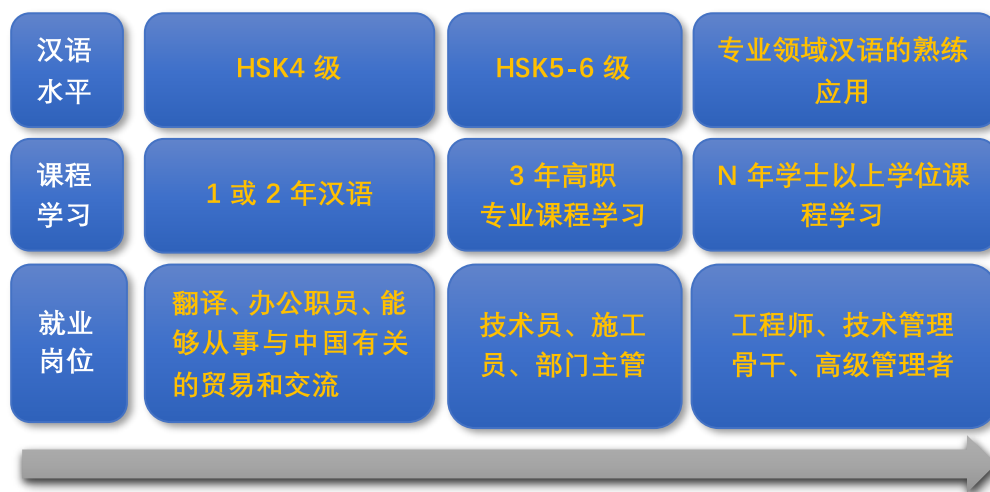 汉语
水平
HSK4 级
HSK5-6 级
专业领域汉语的熟练
应用
课程
学习
1 或 2 年汉语
3 年高职
专业课程学习
N 年学士以上学位课
程学习
就业
岗位
翻译、办公职员、能
够从事与中国有关
的贸易和交流
技术员、施工
员、部门主管
工程师、技术管理
骨干、高级管理者